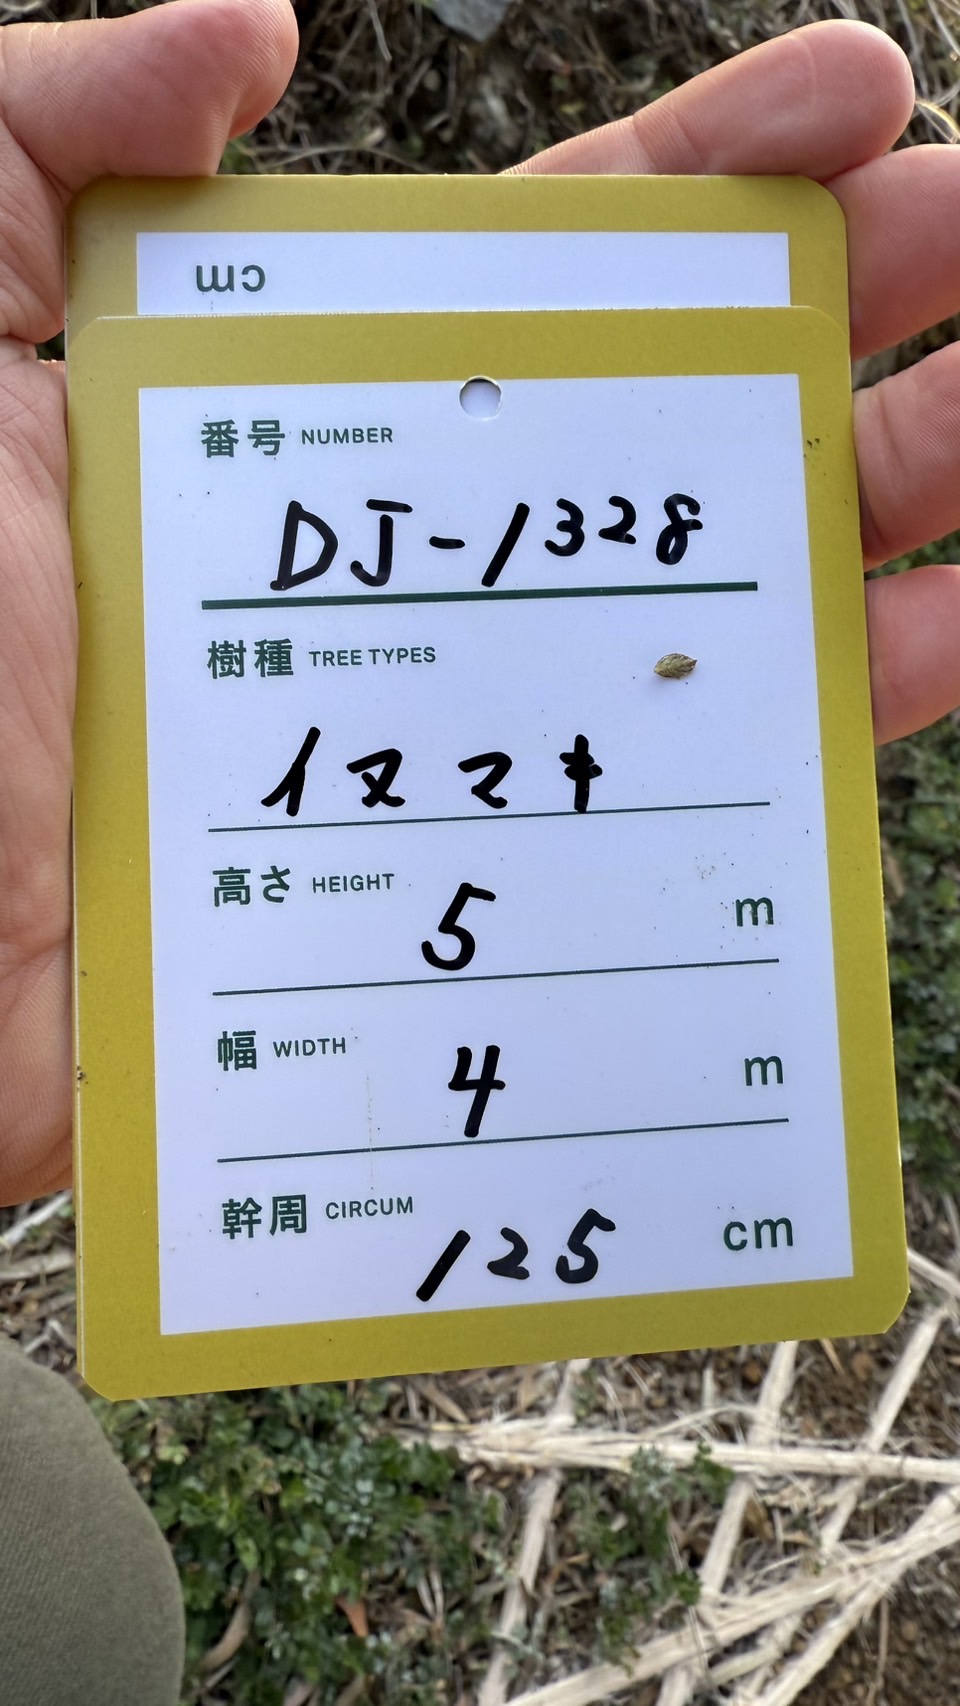 cm
番号 NUMBER
DJ-1328
樹種 TREE TYPES
イヌマキ
高さ HEIGHT 5 m
幅 WIDTH 4 m
幹周 CIRCUM 125 cm